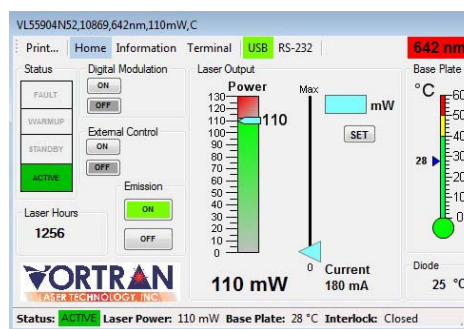 VL55904N52,10869,642nm,110mW,C
Print... Home Information Terminal USB RS-232 642 nm
Status
FAULT
WARMUP
STANDBY
ACTIVE
Laser Hours
1256
Digital Modulation
ON
OFF
External Control
ON
OFF
Emission
ON
OFF
VORTRAN
LASER TECHNOLOGY, INC.
Laser Output
Power
130
120
110
100
90
80
70
60
50
40
30
20
10
0
110
110 mW
Max
mW
SET
0
Current
180 mA
Base Plate
°C
60
50
40
30
20
10
0
28
Diode
25 °C
Status: ACTIVE Laser Power: 110 mW Base Plate: 28 °C Interlock: Closed